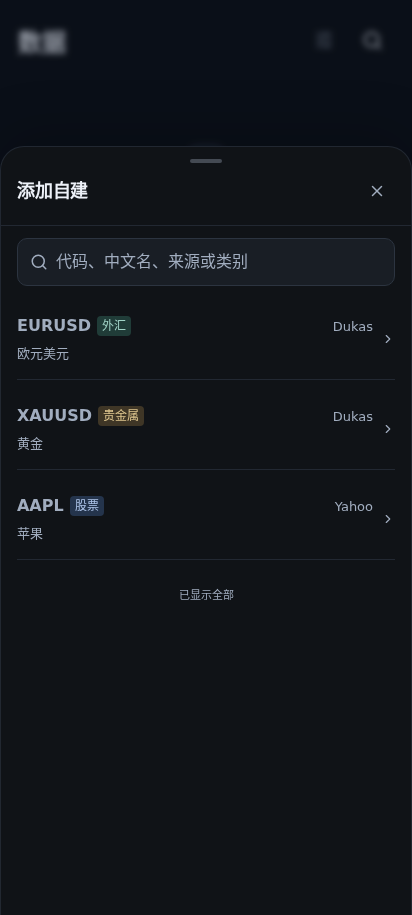 数据
添加自建
代码、中文名、来源或类别
EURUSD 外汇 Dukas
欧元美元
XAUUSD 贵金属 Dukas
黄金
AAPL 股票 Yahoo
苹果
已显示全部